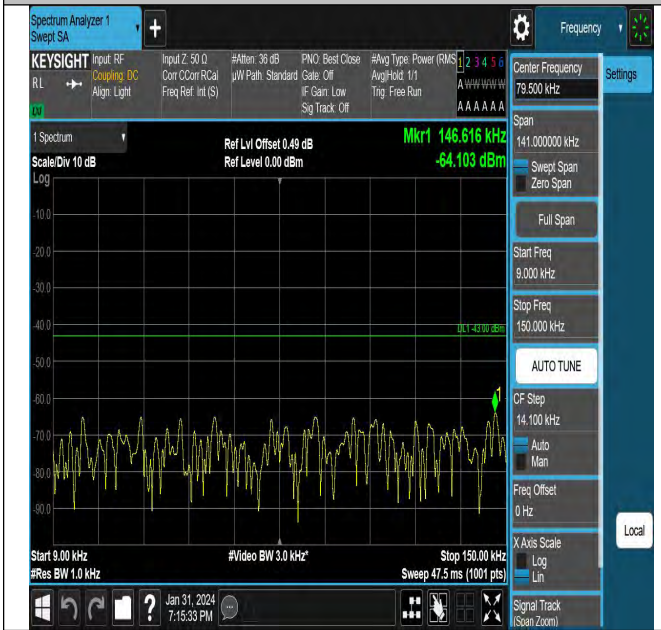 Spectrum Analyzer 1
Swept SA
+
Frequency
KEYSIGHT
RL
Input: RF
Coupling: DC
Align: Light
Input Z: 50 Ω
Corr CCorr RCal
Freq Ref: Int (S)
#Atten: 36 dB
µW Path: Standard
PNO: Best Close
Gate: Off
IF Gain: Low
Sig Track: Off
#Avg Type: Power (RMS
Avg|Hold: 1/1
Trig: Free Run
1 2 3 4 5 6
A W W W W W
A A A A A A
1 Spectrum
Scale/Div 10 dB
Log
Ref Lvl Offset 0.49 dB
Ref Level 0.00 dBm
Mkr1 146.616 kHz
-64.103 dBm
-10.0
-20.0
-30.0
-40.0
DL1 -43.00 dBm
-50.0
-60.0
1
-70.0
-80.0
-90.0
Start 9.00 kHz
#Video BW 3.0 kHz*
Stop 150.00 kHz
#Res BW 1.0 kHz
Sweep 47.5 ms (1001 pts)
Center Frequency
79.500 kHz
Settings
Span
141.000000 kHz
Swept Span
Zero Span
Full Span
Start Freq
9.000 kHz
Stop Freq
150.000 kHz
AUTO TUNE
CF Step
14.100 kHz
Auto
Man
Freq Offset
0 Hz
X Axis Scale
Log
Lin
Signal Track
(Span Zoom)
Local
?
Jan 31, 2024
7:15:33 PM